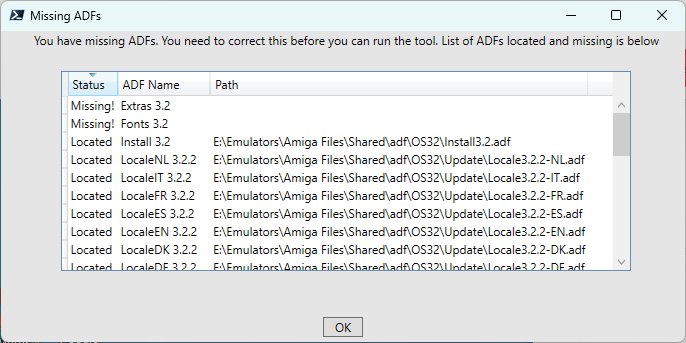 Missing ADFs
You have missing ADFs. You need to correct this before you can run the tool. List of ADFs located and missing is below
Status ADF Name Path
Missing! Extras 3.2
Missing! Fonts 3.2
Located Install 3.2 E:\Emulators\Amiga Files\Shared\adf\OS32\Install3.2.adf
Located LocaleNL 3.2.2 E:\Emulators\Amiga Files\Shared\adf\OS32\Update\Locale3.2.2-NL.adf
Located LocaleIT 3.2.2 E:\Emulators\Amiga Files\Shared\adf\OS32\Update\Locale3.2.2-IT.adf
Located LocaleFR 3.2.2 E:\Emulators\Amiga Files\Shared\adf\OS32\Update\Locale3.2.2-FR.adf
Located LocaleES 3.2.2 E:\Emulators\Amiga Files\Shared\adf\OS32\Update\Locale3.2.2-ES.adf
Located LocaleEN 3.2.2 E:\Emulators\Amiga Files\Shared\adf\OS32\Update\Locale3.2.2-EN.adf
Located LocaleDK 3.2.2 E:\Emulators\Amiga Files\Shared\adf\OS32\Update\Locale3.2.2-DK.adf
Located LocaleDE 3.2.2 E:\Emulators\Amiga Files\Shared\adf\OS32\Update\Locale3.2.2-DE.adf
OK